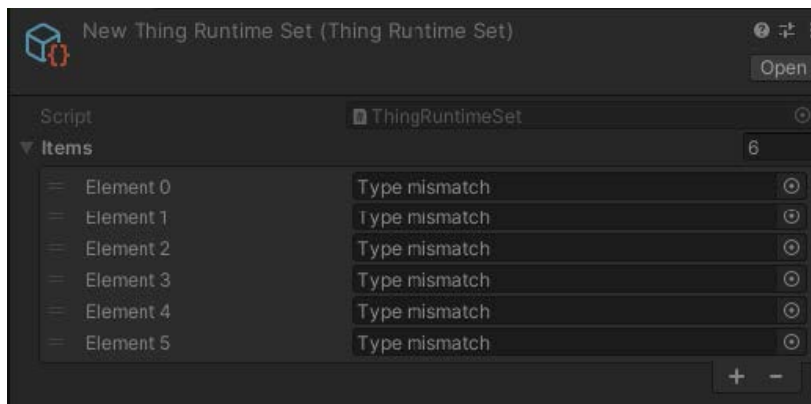 New Thing Runtime Set (Thing Runtime Set)
Open
Script ThingRuntimeSet
Items 6
Element 0 Type mismatch
Element 1 Type mismatch
Element 2 Type mismatch
Element 3 Type mismatch
Element 4 Type mismatch
Element 5 Type mismatch
+ -